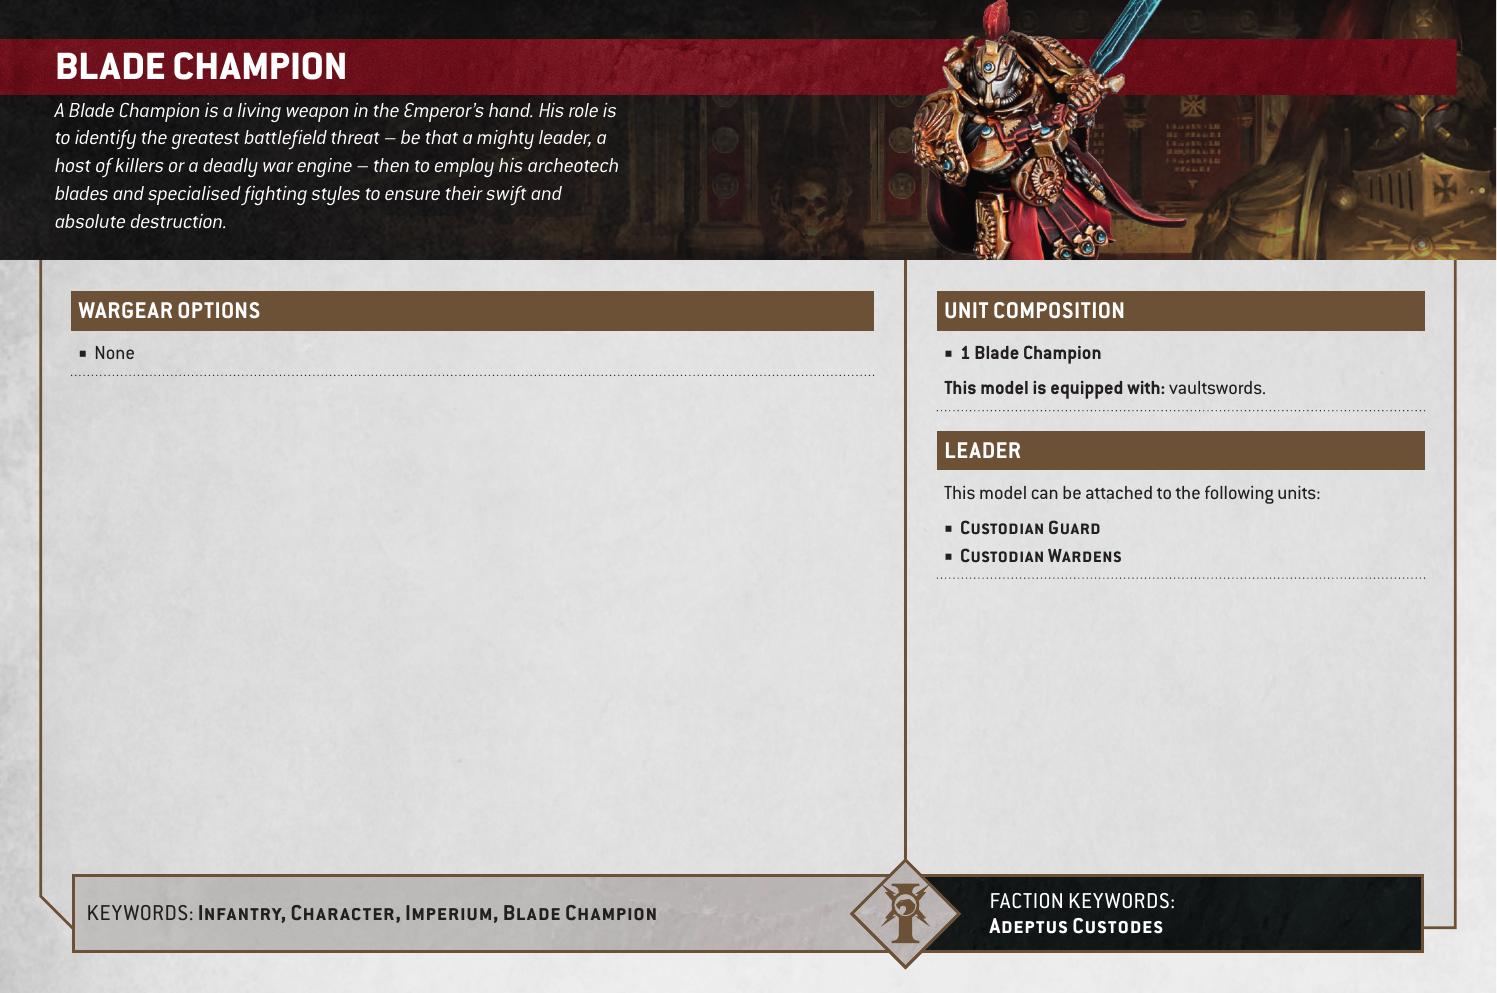 BLADE CHAMPION
A Blade Champion is a living weapon in the Emperor's hand. His role is
to identify the greatest battlefield threat – be that a mighty leader, a
host of killers or a deadly war engine – then to employ his archeotech
blades and specialised fighting styles to ensure their swift and
absolute destruction.
WARGEAR OPTIONS
■ None
UNIT COMPOSITION
■ 1 Blade Champion
This model is equipped with: vaultswords.
LEADER
This model can be attached to the following units:
■ Custodian Guard
■ Custodian Wardens
KEYWORDS: Infantry, Character, Imperium, Blade Champion
FACTION KEYWORDS:
Adeptus Custodes